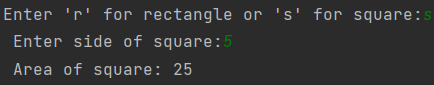 Enter 'r' for rectangle or 's' for square:s
Enter side of square:5
Area of square: 25